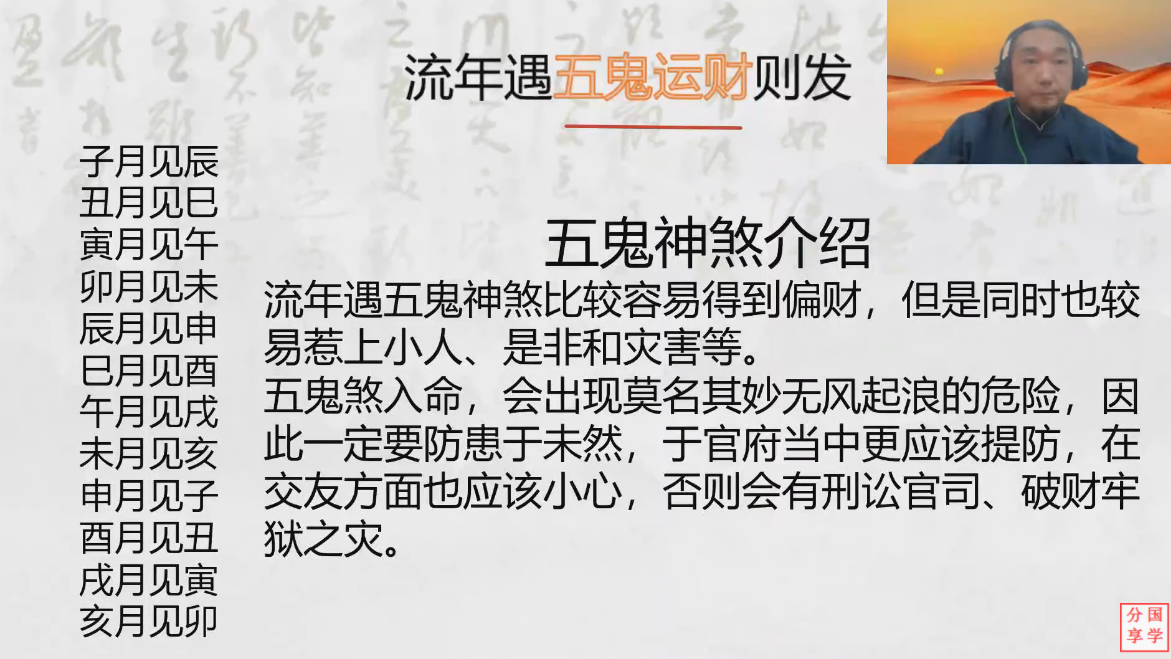 流年遇五鬼运财则发
子月见辰
丑月见巳
寅月见午
卯月见未
辰月见申
巳月见酉
午月见戌
未月见亥
申月见子
酉月见丑
戌月见寅
亥月见卯
五鬼神煞介绍
流年遇五鬼神煞比较容易得到偏财，但是同时也较
易惹上小人、是非和灾害等。
五鬼煞入命，会出现莫名其妙无风起浪的危险，因
此一定要防患于未然，于官府当中更应该提防，在
交友方面也应该小心，否则会有刑讼官司、破财牢
狱之灾。
分国
享学